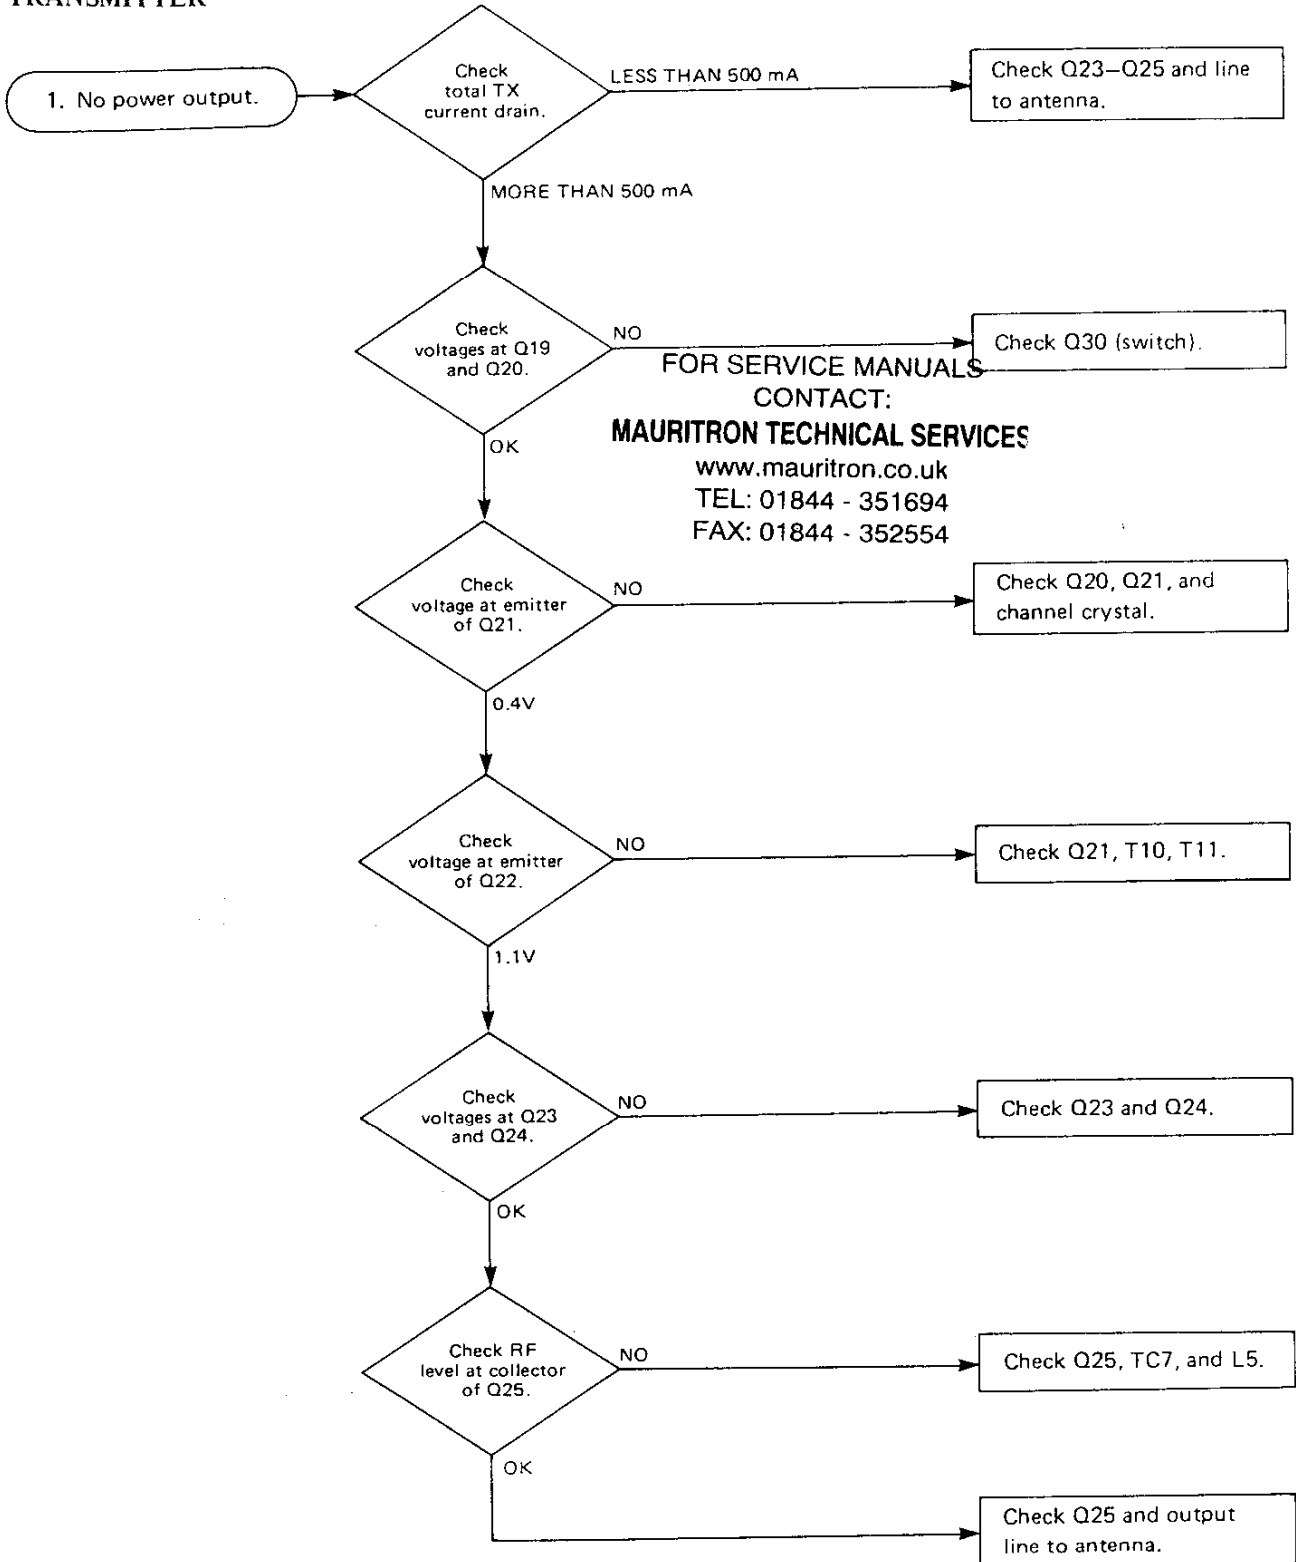 TRANSMITTER
1. No power output.
Check
total TX
current drain.
LESS THAN 500 mA
Check Q23–Q25 and line
to antenna.
MORE THAN 500 mA
Check
voltages at Q19
and Q20.
NO
Check Q30 (switch).
FOR SERVICE MANUALS
CONTACT:
MAURITRON TECHNICAL SERVICES
www.mauritron.co.uk
TEL: 01844 - 351694
FAX: 01844 - 352554
OK
Check
voltage at emitter
of Q21.
NO
Check Q20, Q21, and
channel crystal.
0.4V
Check
voltage at emitter
of Q22.
NO
Check Q21, T10, T11.
1.1V
Check
voltages at Q23
and Q24.
NO
Check Q23 and Q24.
OK
Check RF
level at collector
of Q25.
NO
Check Q25, TC7, and L5.
OK
Check Q25 and output
line to antenna.